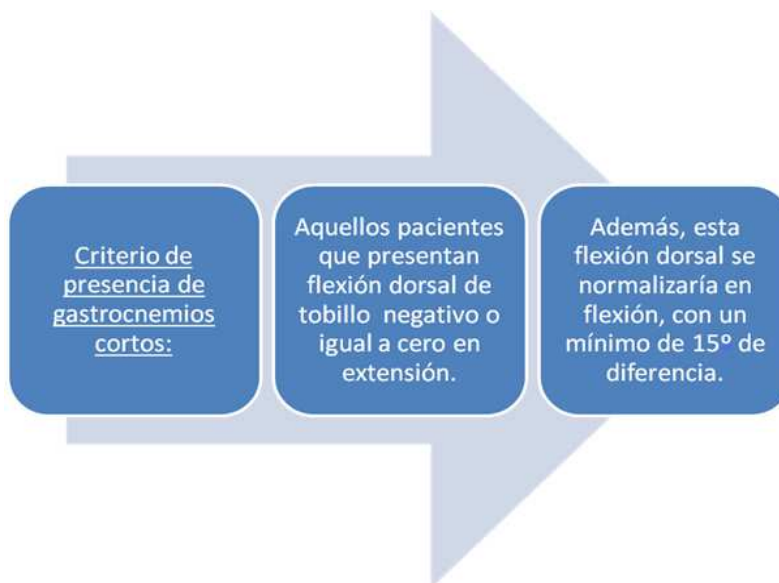 Criterio de
presencia de
gastrocnemios
cortos:
Aquellos pacientes
que presentan
flexión dorsal de
tobillo negativo o
igual a cero en
extensión.
Además, esta
flexión dorsal se
normalizaría en
flexión, con un
mínimo de 15º de
diferencia.